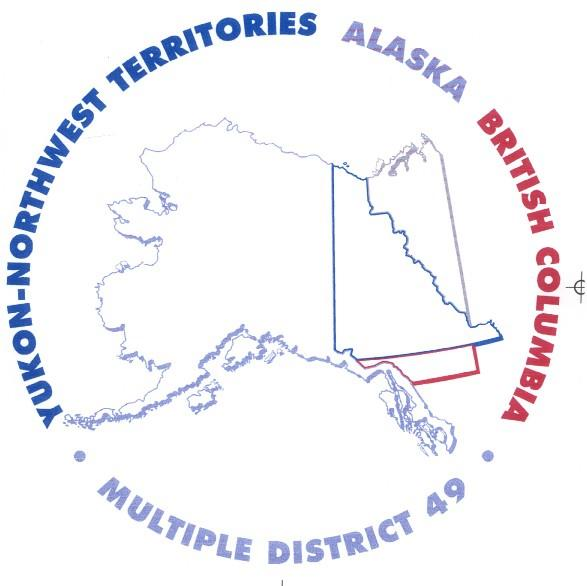 YUKON-NORTHWEST TERRITORIES
ALASKA
BRITISH COLUMBIA
• MULTIPLE DISTRICT 49 •